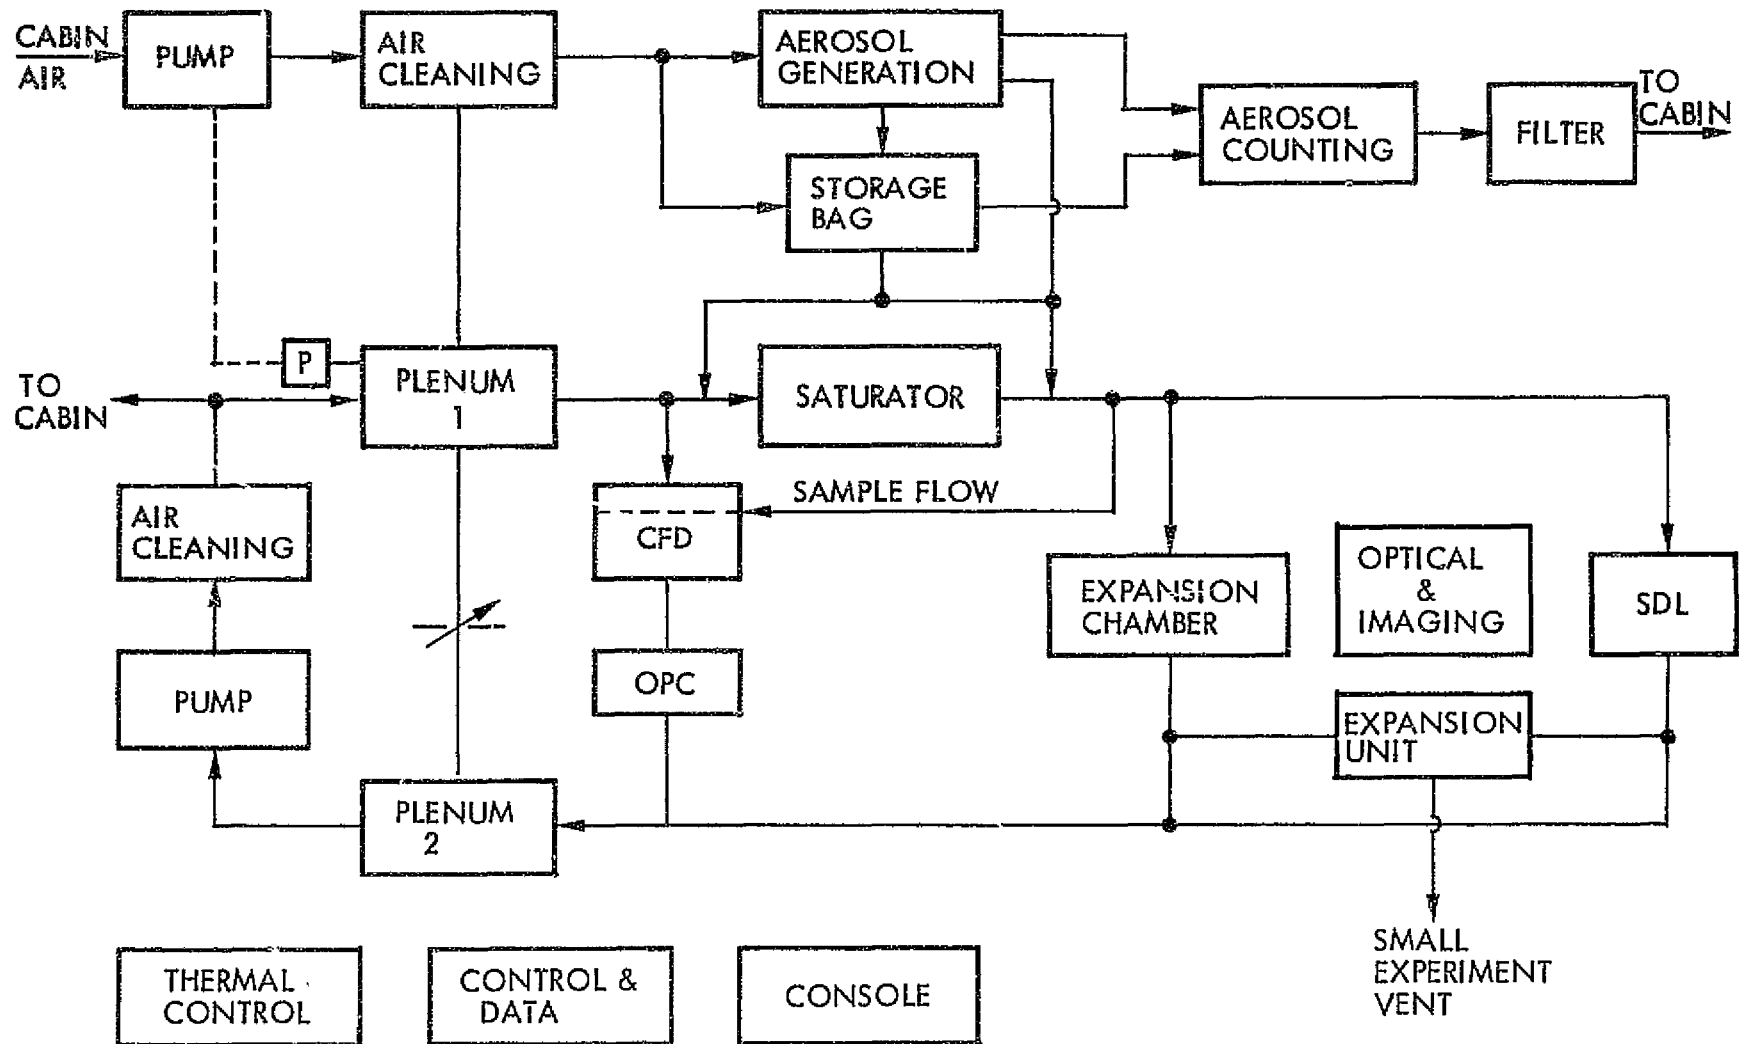 CABIN
AIR
PUMP
AIR
CLEANING
AEROSOL
GENERATION
STORAGE
BAG
AEROSOL
COUNTING
FILTER
TO
CABIN
P
TO
CABIN
PLENUM
1
SATURATOR
AIR
CLEANING
SAMPLE FLOW
CFD
EXPANSION
CHAMBER
OPTICAL
&
IMAGING
SDL
PUMP
OPC
EXPANSION
UNIT
PLENUM
2
SMALL
EXPERIMENT
VENT
THERMAL
CONTROL
CONTROL &
DATA
CONSOLE